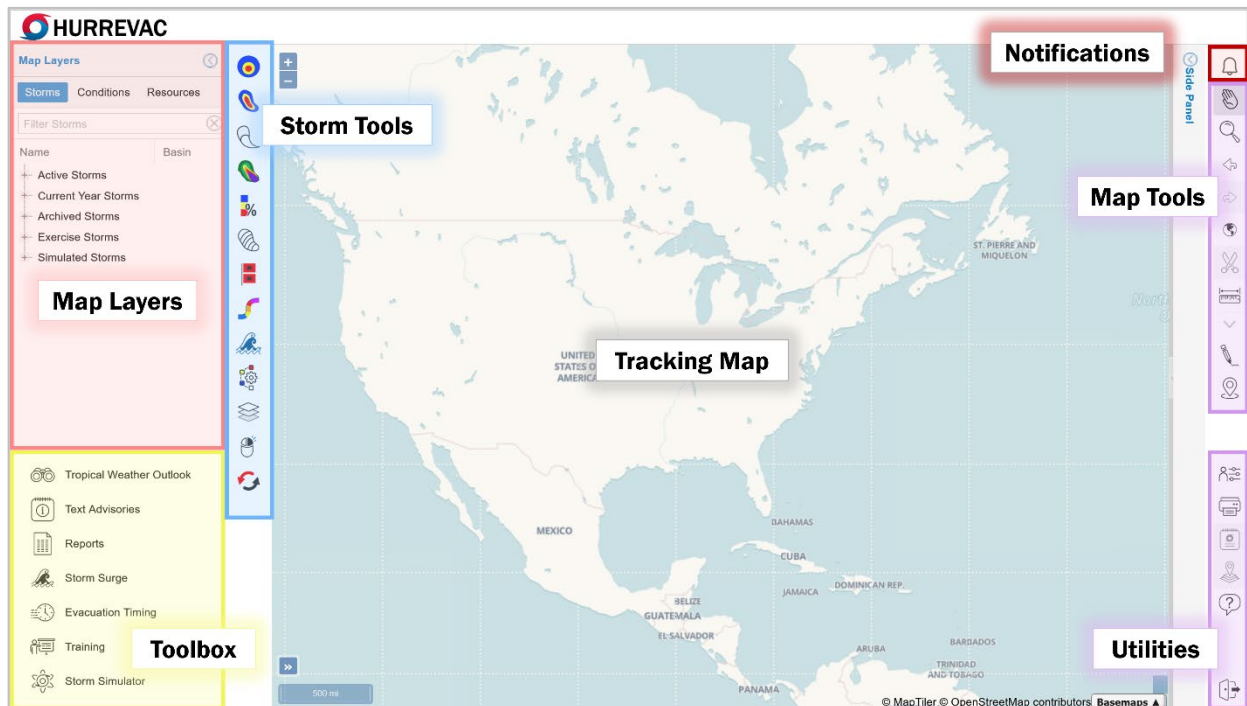 HURREVAC
Notifications
Map Layers
Storms Conditions Resources
Filter Storms
Name Basin
Active Storms
Current Year Storms
Archived Storms
Exercise Storms
Simulated Storms
Map Layers
Storm Tools
%
Side Panel
Map Tools
ST. PIERRE AND
MIQUELON
North
UNITED
STATES O
AMERICA
Tracking Map
Tropical Weather Outlook
Text Advisories
Reports
Storm Surge
Evacuation Timing
Training
Storm Simulator
Toolbox
MEXICO
BAHAMAS
CUBA
JAMAICA
DOMINICAN REP.
BELIZE
GUATEMALA
EL SALVADOR
ARUBA
BARBADOS
TRINIDAD
AND TOBAGO
PANAMA
Utilities
500 mi
© MapTiler © OpenStreetMap contributors Basemaps ▲